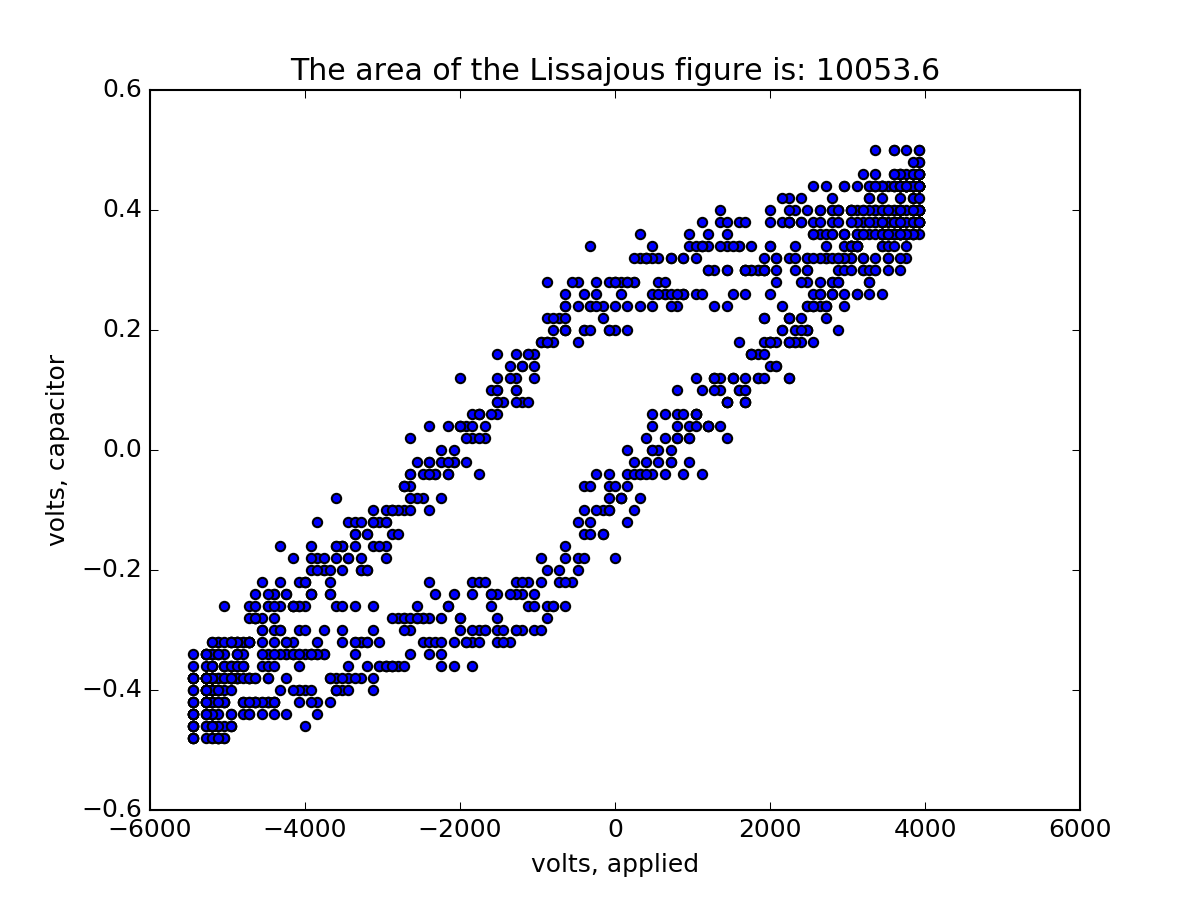 The area of the Lissajous figure is: 10053.6
0.6
0.4
0.2
0.0
−0.2
−0.4
−0.6
volts, capacitor
−6000 −4000 −2000 0 2000 4000 6000
volts, applied